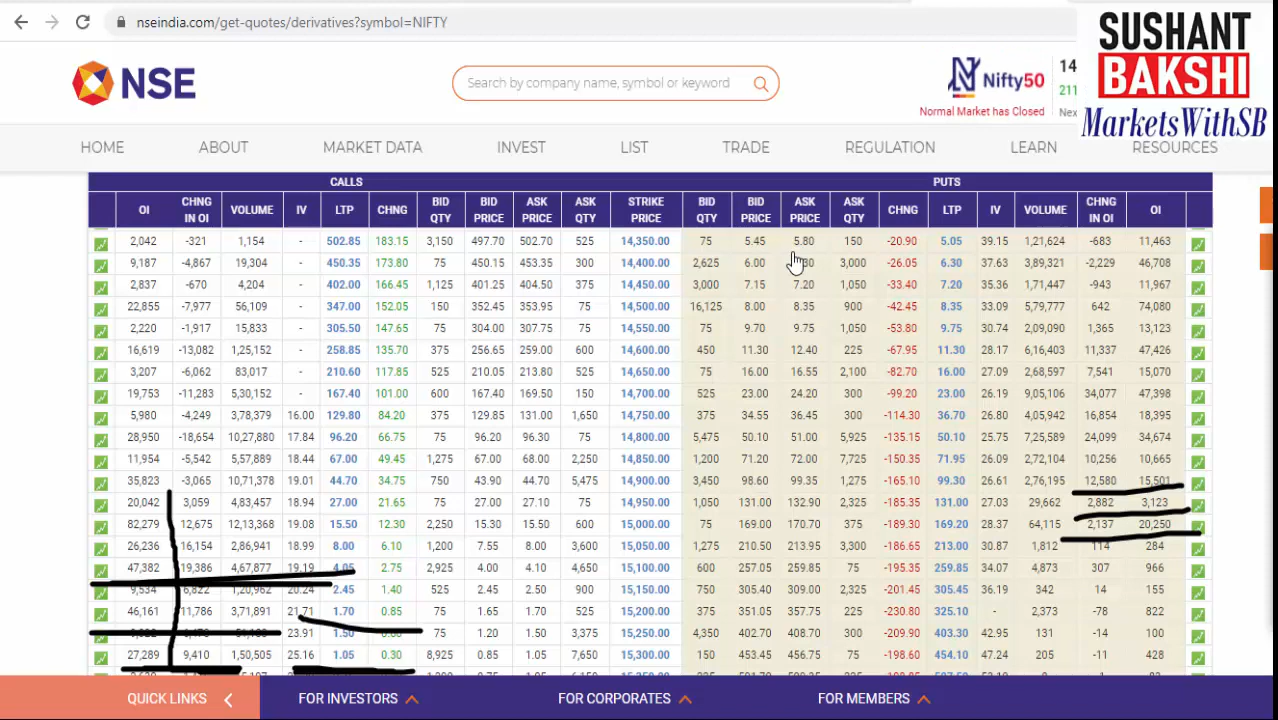 nseindia.com/get-quotes/derivatives?symbol=NIFTY
SUSHANT
BAKSHI
MarketsWithSB
NSE
Search by company name, symbol or keyword
Nifty50
14
Normal Market has Closed
211
Nex
HOME ABOUT MARKET DATA INVEST LIST TRADE REGULATION LEARN RESOURCES
CALLS PUTS
OI CHNG IN OI VOLUME IV LTP CHNG BID QTY BID PRICE ASK PRICE ASK QTY STRIKE PRICE BID QTY BID PRICE ASK PRICE ASK QTY CHNG LTP IV VOLUME CHNG IN OI OI
2,042 -321 1,154 - 502.85 183.15 3,150 497.70 502.70 525 14,350.00 75 5.45 5.80 150 -20.90 5.05 39.15 1,21,624 -683 11,463
9,187 -4,867 19,304 - 450.35 173.80 75 450.15 453.35 300 14,400.00 2,625 6.00 3,000 -26.05 6.30 37.63 3,89,321 -2,229 46,708
2,837 -670 4,204 - 402.00 166.45 1,125 401.25 404.50 375 14,450.00 3,000 7.15 7.20 1,050 -33.40 7.20 35.36 1,71,447 -943 11,967
22,855 -7,977 56,109 - 347.00 152.05 150 352.45 353.95 75 14,500.00 16,125 8.00 8.35 900 -42.45 8.35 33.09 5,79,777 642 74,080
2,220 -1,917 15,833 - 305.50 147.65 75 304.00 307.75 75 14,550.00 75 9.70 9.75 1,050 -53.80 9.75 30.74 2,09,090 1,365 13,123
16,619 -13,082 1,25,152 - 258.85 135.70 375 256.65 259.00 600 14,600.00 450 11.30 12.40 225 -67.95 11.30 28.17 6,16,403 11,337 47,426
3,207 -6,062 83,017 - 210.60 117.85 525 210.05 213.80 525 14,650.00 75 16.00 16.55 2,100 -82.70 16.00 27.09 2,68,597 7,541 15,070
19,753 -11,283 5,30,152 - 167.40 101.00 600 167.40 169.50 150 14,700.00 525 23.00 24.20 300 -99.20 23.00 26.19 9,05,106 34,077 47,398
5,980 -4,249 3,78,379 16.00 129.80 84.20 375 129.85 131.00 1,650 14,750.00 375 34.55 36.45 300 -114.30 36.70 26.80 4,05,942 16,854 18,395
28,950 -18,654 10,27,880 17.84 96.20 66.75 75 96.20 96.30 75 14,800.00 5,475 50.10 51.00 5,925 -135.15 50.10 25.75 7,25,589 24,099 34,674
11,954 -5,542 5,57,889 18.44 67.00 49.45 1,275 67.00 68.00 2,250 14,850.00 1,200 71.20 72.00 7,725 -150.35 71.95 26.61 2,72,104 10,256 10,665
35,823 -3,065 10,71,378 19.01 44.70 34.75 75 43.90 44.70 5,475 14,900.00 3,450 98.60 99.35 1,275 -165.10 99.30 26.61 2,76,195 12,580 15,501
20,042 3,059 4,83,457 18.94 27.00 21.65 750 27.00 27.10 75 14,950.00 1,050 131.00 132.90 2,325 -185.35 131.00 27.03 29,662 2,882 3,123
82,279 12,675 12,13,368 19.08 15.50 12.30 2,250 15.30 15.50 600 15,000.00 75 169.00 170.70 375 -189.30 169.20 28.37 64,115 2,137 20,250
26,236 16,154 2,86,941 18.99 8.00 6.10 1,200 7.55 8.00 3,600 15,050.00 1,275 210.50 213.95 3,300 -186.65 213.00 30.87 1,812 114 284
47,382 19,386 4,67,877 19.19 4.05 2.75 2,925 4.00 4.10 4,650 15,100.00 600 257.05 259.85 75 -195.35 259.85 34.07 4,873 307 966
9,534 6,822 1,20,962 20.24 2.45 1.40 525 2.45 2.50 900 15,150.00 750 305.40 309.00 2,325 -201.45 305.45 36.19 342 14 155
46,161 11,786 3,71,891 21.71 1.70 0.85 525 1.65 1.70 525 15,200.00 375 351.05 357.75 225 -230.80 325.10 - 2,373 -78 822
23.91 1.50 75 1.20 1.50 3,375 15,250.00 4,350 402.70 408.70 300 -209.90 403.30 42.95 131 -14 100
27,289 9,410 1,50,505 25.16 1.05 0.30 8,925 0.85 1.05 7,650 15,300.00 150 453.45 456.75 75 -198.60 454.10 47.24 205 -11 428
QUICK LINKS FOR INVESTORS FOR CORPORATES FOR MEMBERS